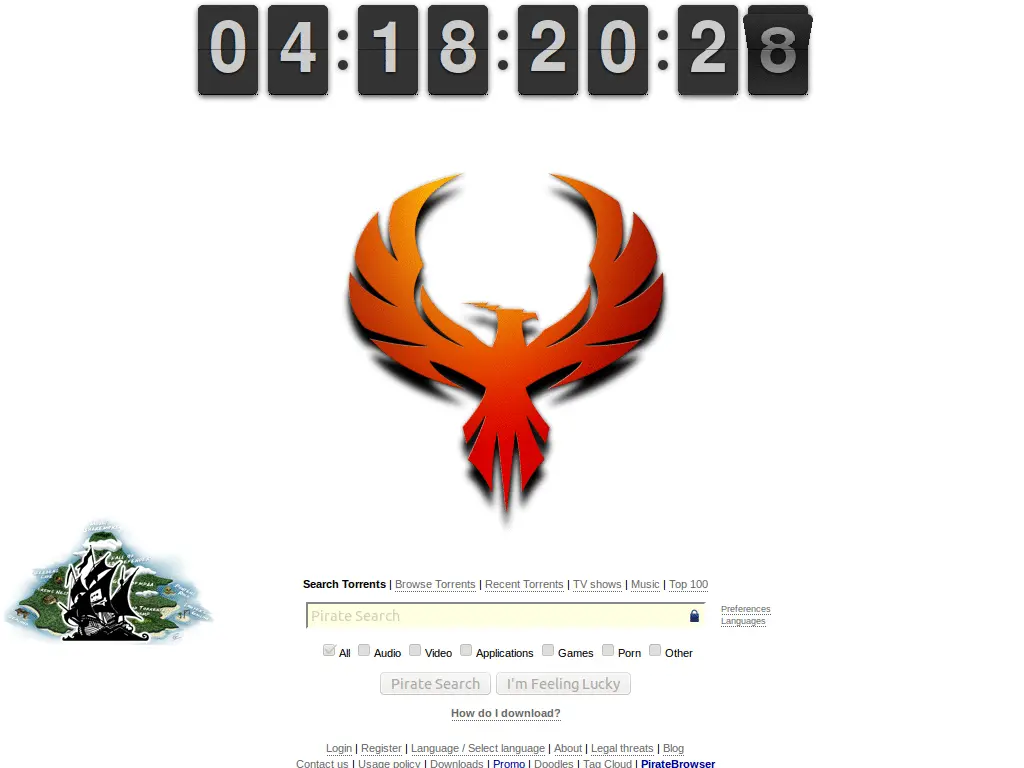 04:18:20:28
Search Torrents | Browse Torrents | Recent Torrents | TV shows | Music | Top 100
Pirate Search
Preferences
Languages
All Audio Video Applications Games Porn Other
Pirate Search I'm Feeling Lucky
How do I download?
Login | Register | Language / Select language | About | Legal threats | Blog
Contact us | Usage policy | Downloads | Promo | Doodles | Tag Cloud | PirateBrowser